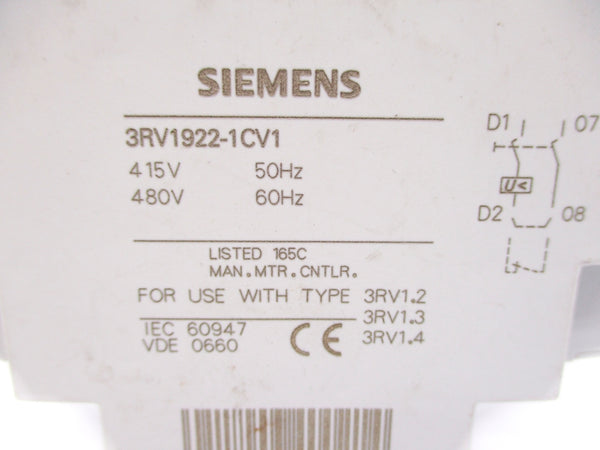 SIEMENS
3RV1922-1CV1
415V 50Hz
480V 60Hz
D1 07
U<
D2 08
LISTED 165C
MAN.MTR.CNTLR.
FOR USE WITH TYPE 3RV1.2
3RV1.3
3RV1.4
IEC 60947
VDE 0660
CE